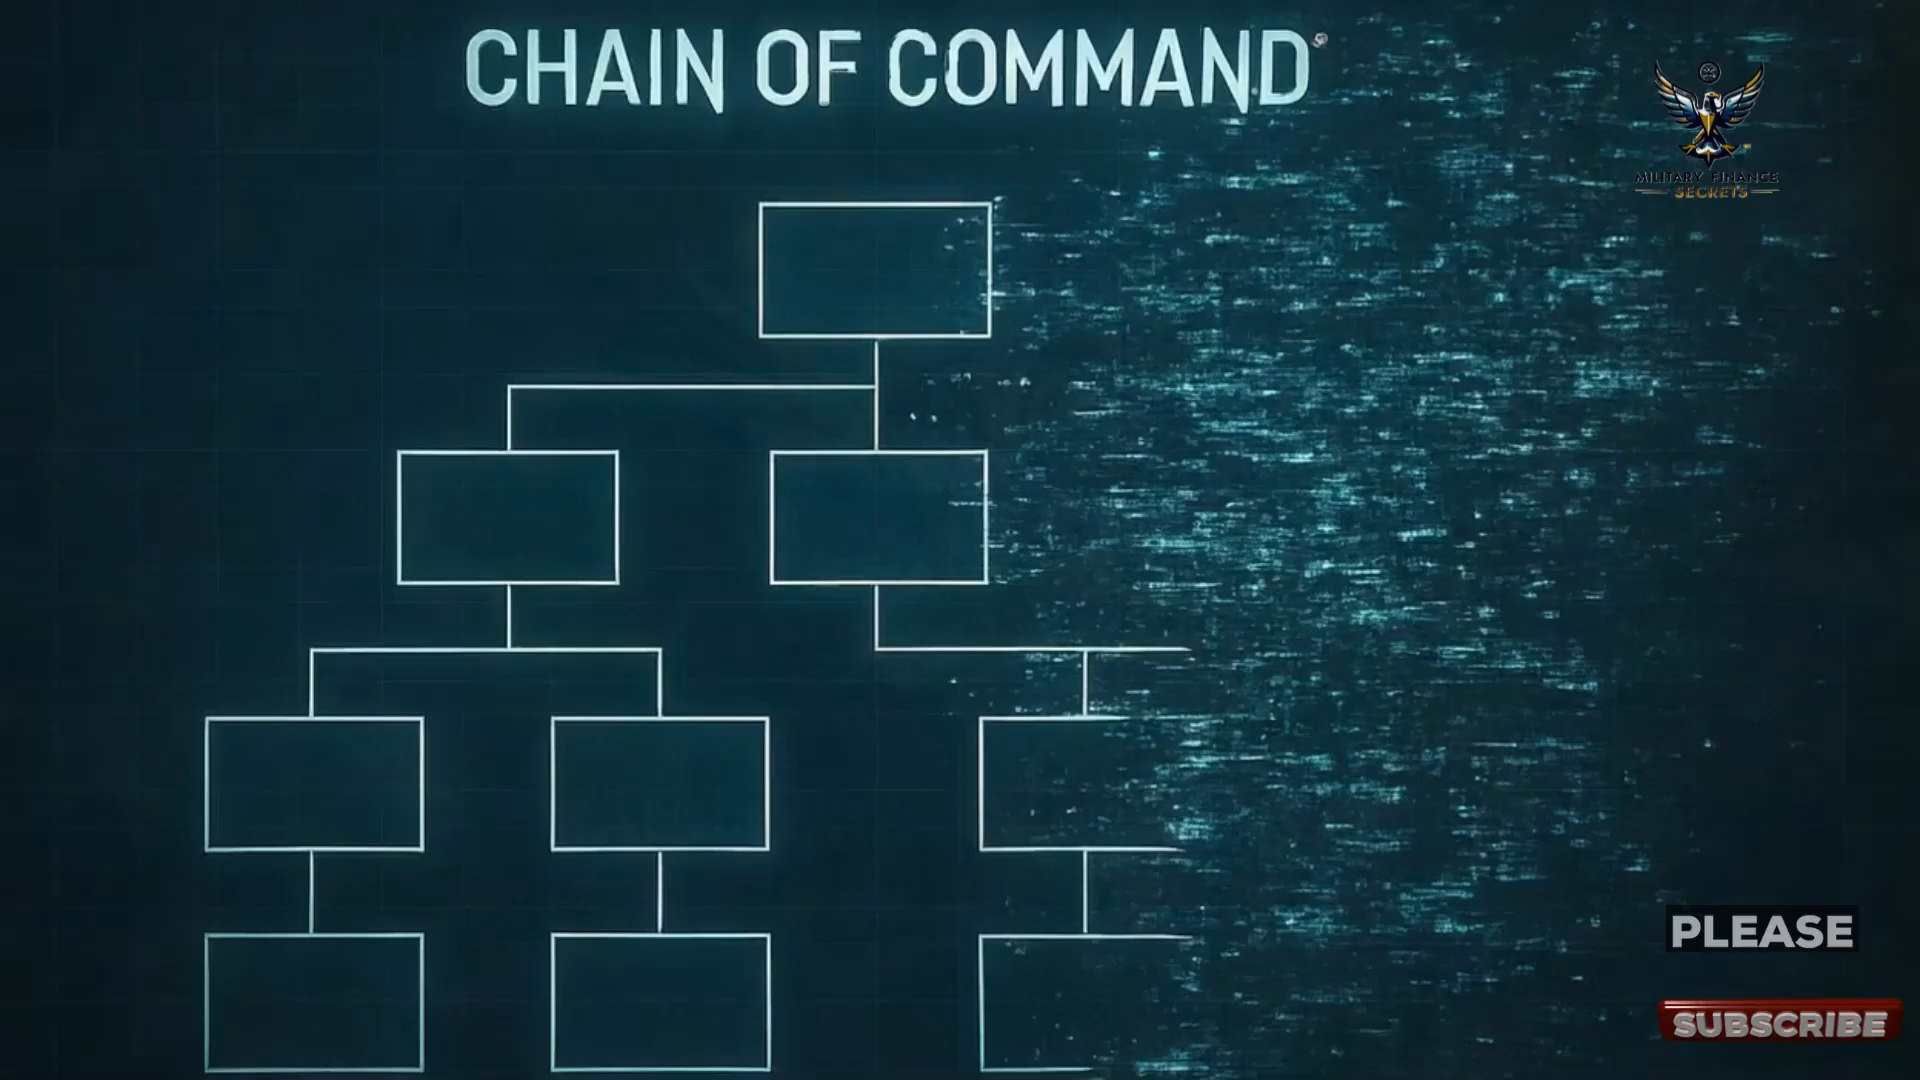 CHAIN OF COMMAND
MILITARY FINANCE
SECRETS
PLEASE
SUBSCRIBE